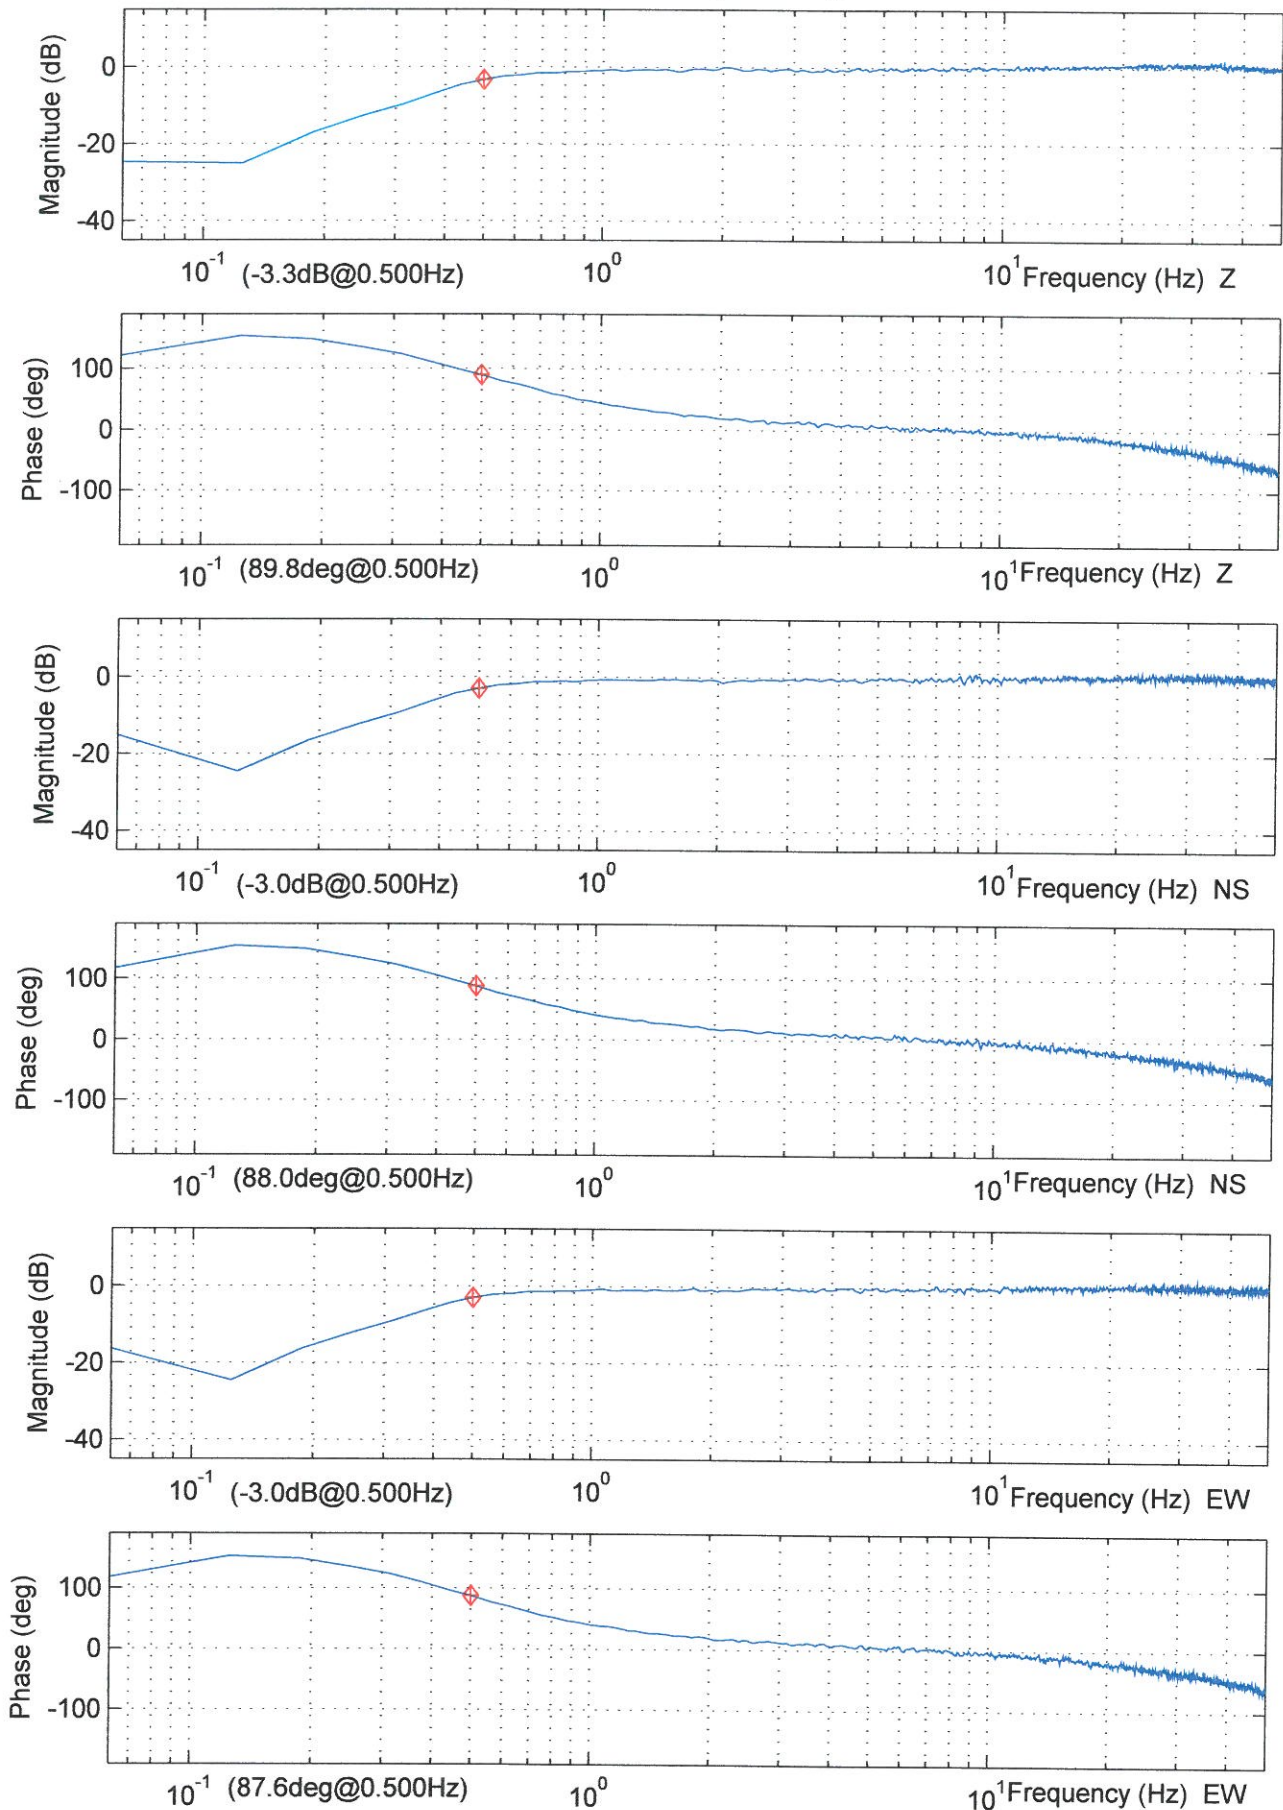 Magnitude (dB)
0
-20
-40
10^-1 (-3.3dB@0.500Hz) 10^0 10^1 Frequency (Hz) Z
Phase (deg)
100
0
-100
10^-1 (89.8deg@0.500Hz) 10^0 10^1 Frequency (Hz) Z
Magnitude (dB)
0
-20
-40
10^-1 (-3.0dB@0.500Hz) 10^0 10^1 Frequency (Hz) NS
Phase (deg)
100
0
-100
10^-1 (88.0deg@0.500Hz) 10^0 10^1 Frequency (Hz) NS
Magnitude (dB)
0
-20
-40
10^-1 (-3.0dB@0.500Hz) 10^0 10^1 Frequency (Hz) EW
Phase (deg)
100
0
-100
10^-1 (87.6deg@0.500Hz) 10^0 10^1 Frequency (Hz) EW